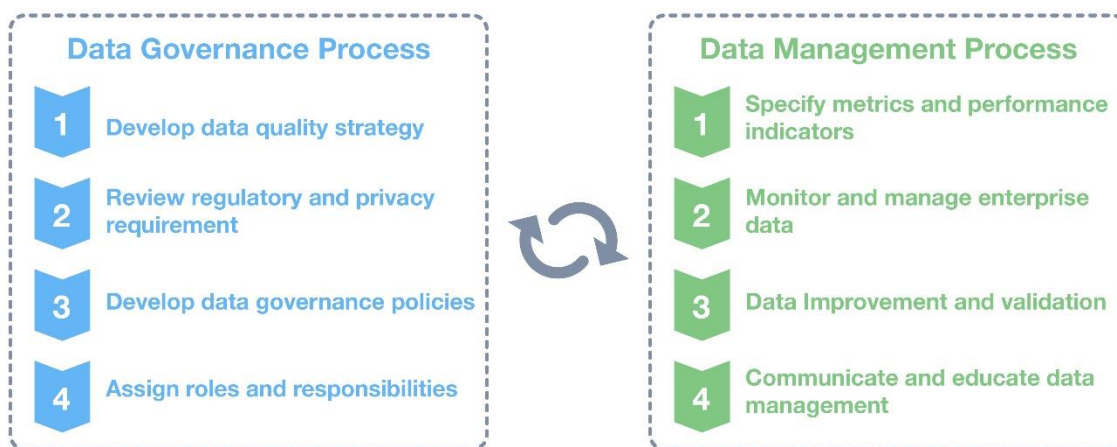 Data Governance Process
1
Develop data quality strategy
2
Review regulatory and privacy
requirement
3
Develop data governance policies
4
Assign roles and responsibilities
Data Management Process
1
Specify metrics and performance
indicators
2
Monitor and manage enterprise
data
3
Data Improvement and validation
4
Communicate and educate data
management